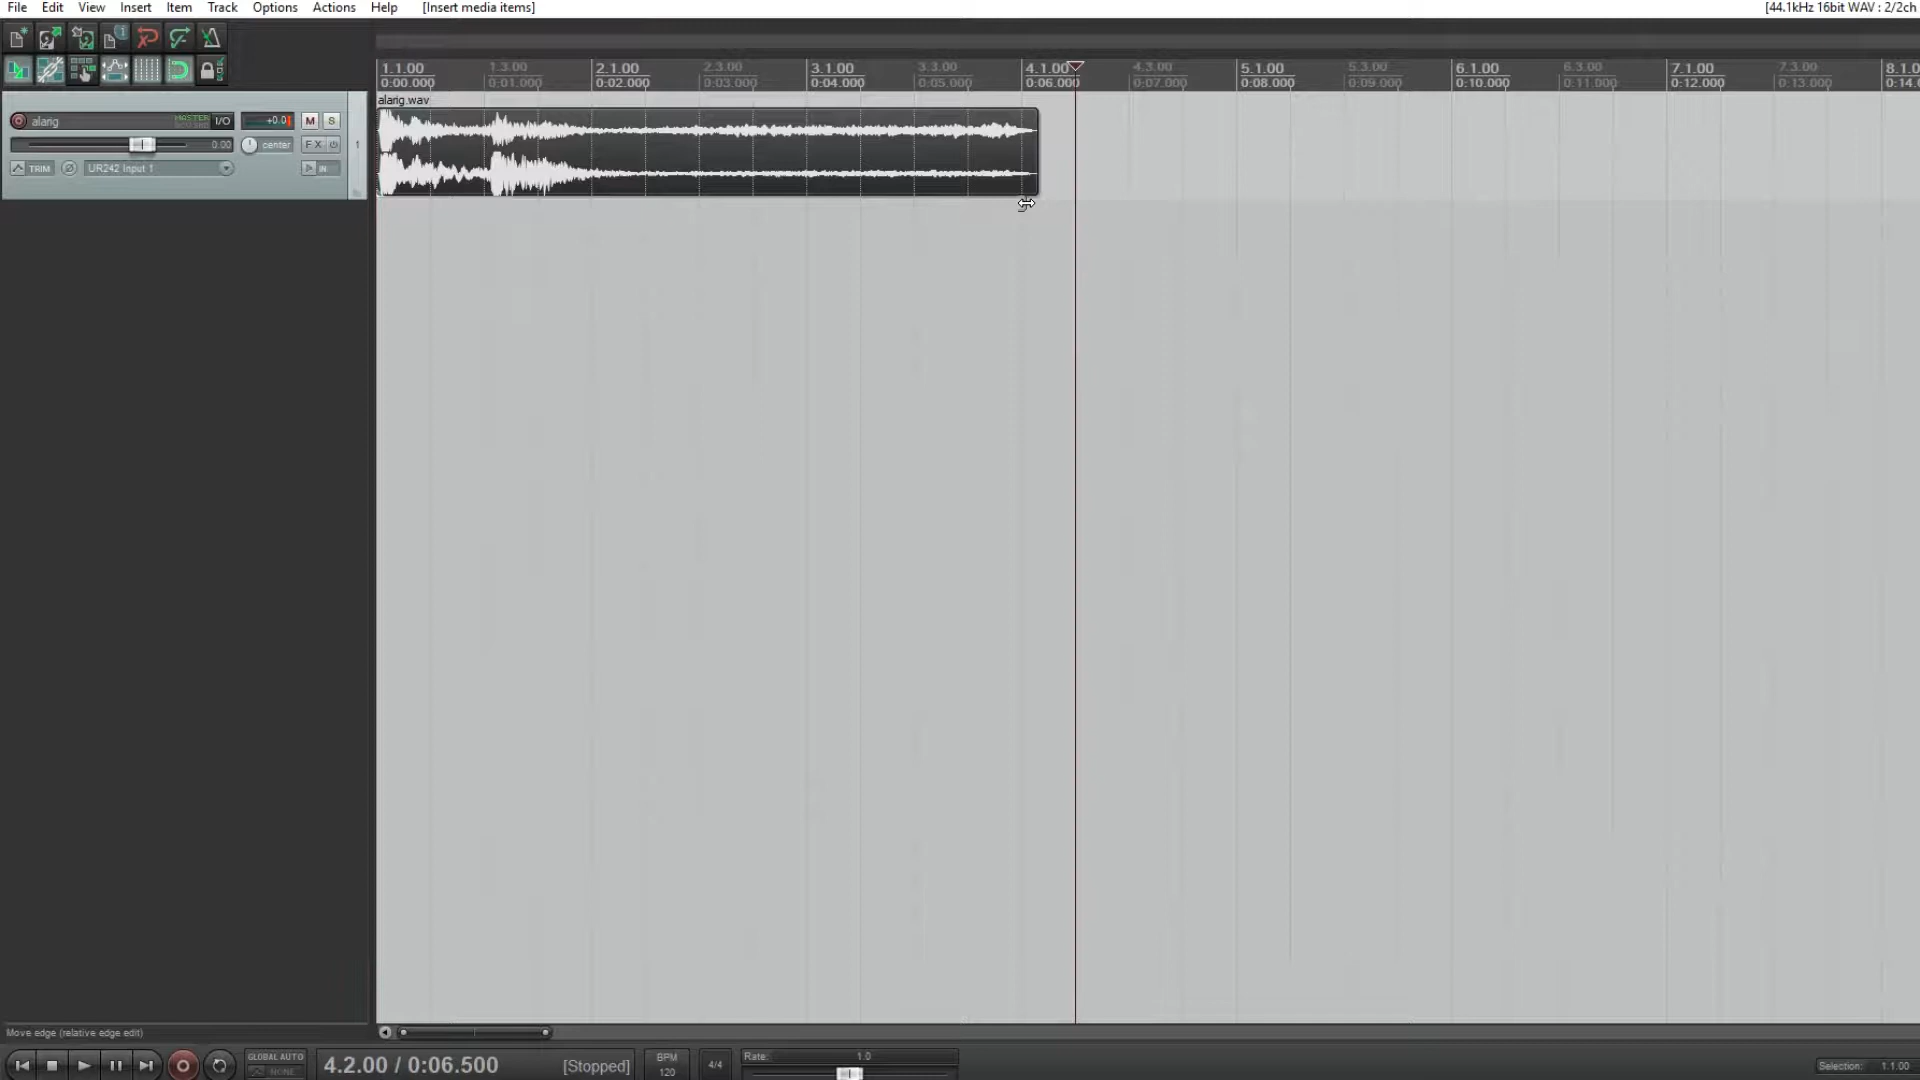 File Edit View Insert Item Track Options Actions Help [Insert media items] [44.1kHz 16bit WAV : 2/2ch
1.1.00 1.3.00 2.1.00 2.3.00 3.1.00 3.3.00 4.1.00 4.3.00 5.1.00 5.3.00 6.1.00 6.3.00 7.1.00 7.3.00 8.1.0
0:00.000 0:01.000 0:02.000 0:03.000 0:04.000 0:05.000 0:06.000 0:07.000 0:08.000 0:09.000 0:10.000 0:11.000 0:12.000 0:13.000 0:14.0
alarig.wav
alarig MASTER I/O +0.0 M S
0.00 center FX 1
TRIM UR242 Input 1 IN
Move edge (relative edge edit)
GLOBAL AUTO
NONE
4.2.00 / 0:06.500 [Stopped]
BPM
120
4/4
Rate: 1.0
Selection: 1.1.00